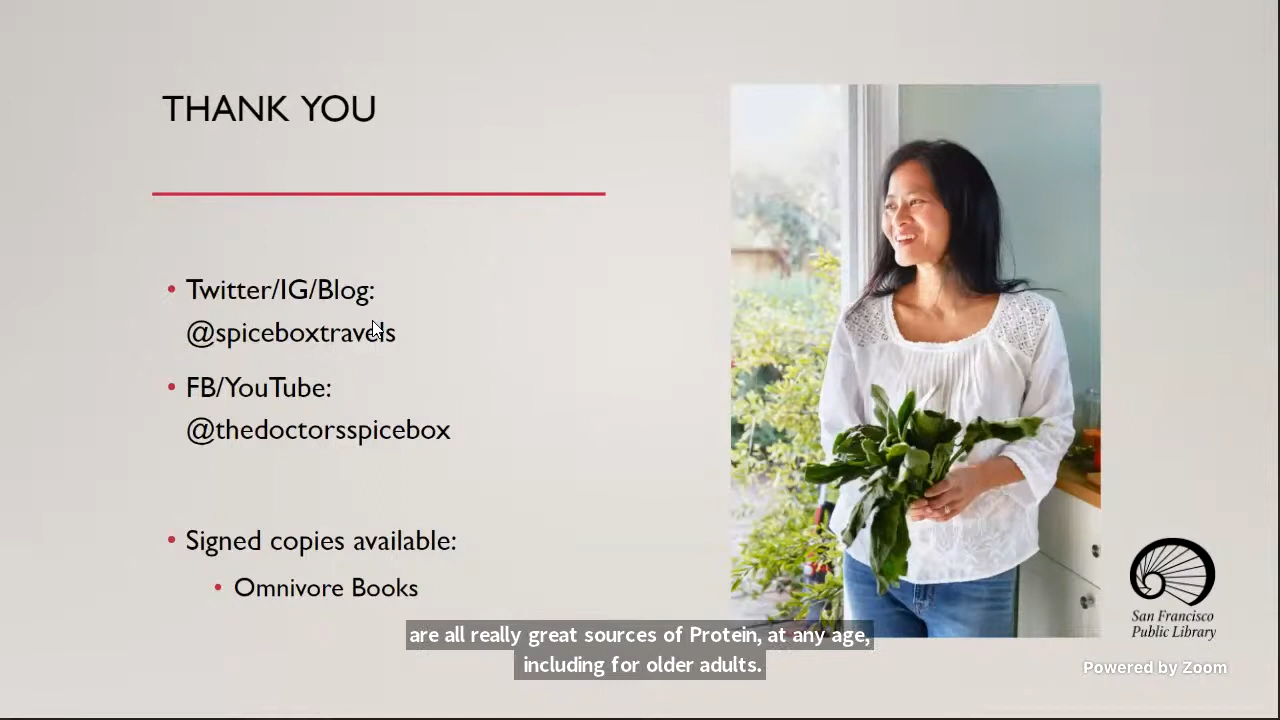 THANK YOU
• Twitter/IG/Blog:
@spiceboxtravels
• FB/YouTube:
@thedoctorsspicebox
• Signed copies available:
• Omnivore Books
are all really great sources of Protein, at any age,
including for older adults.
San Francisco
Public Library
Powered by Zoom